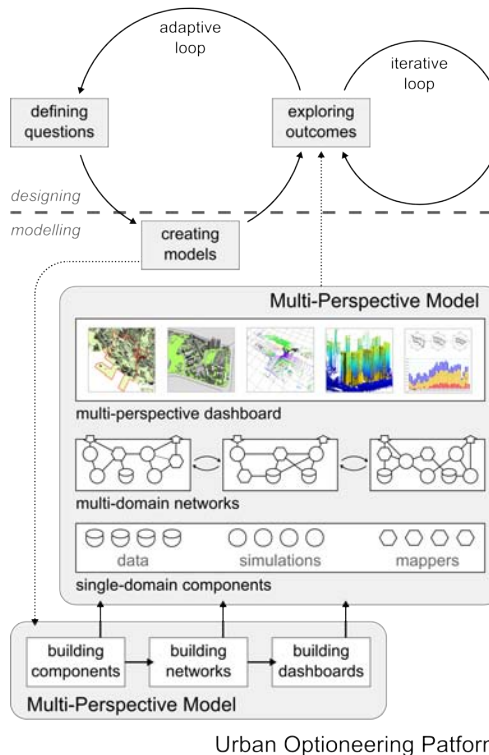 adaptive
loop
iterative
loop
defining
questions
exploring
outcomes
designing
modelling
creating
models
Multi-Perspective Model
multi-perspective dashboard
multi-domain networks
data
simulations
mappers
single-domain components
building
components
building
networks
building
dashboards
Multi-Perspective Model
Urban Optioneering Patforr